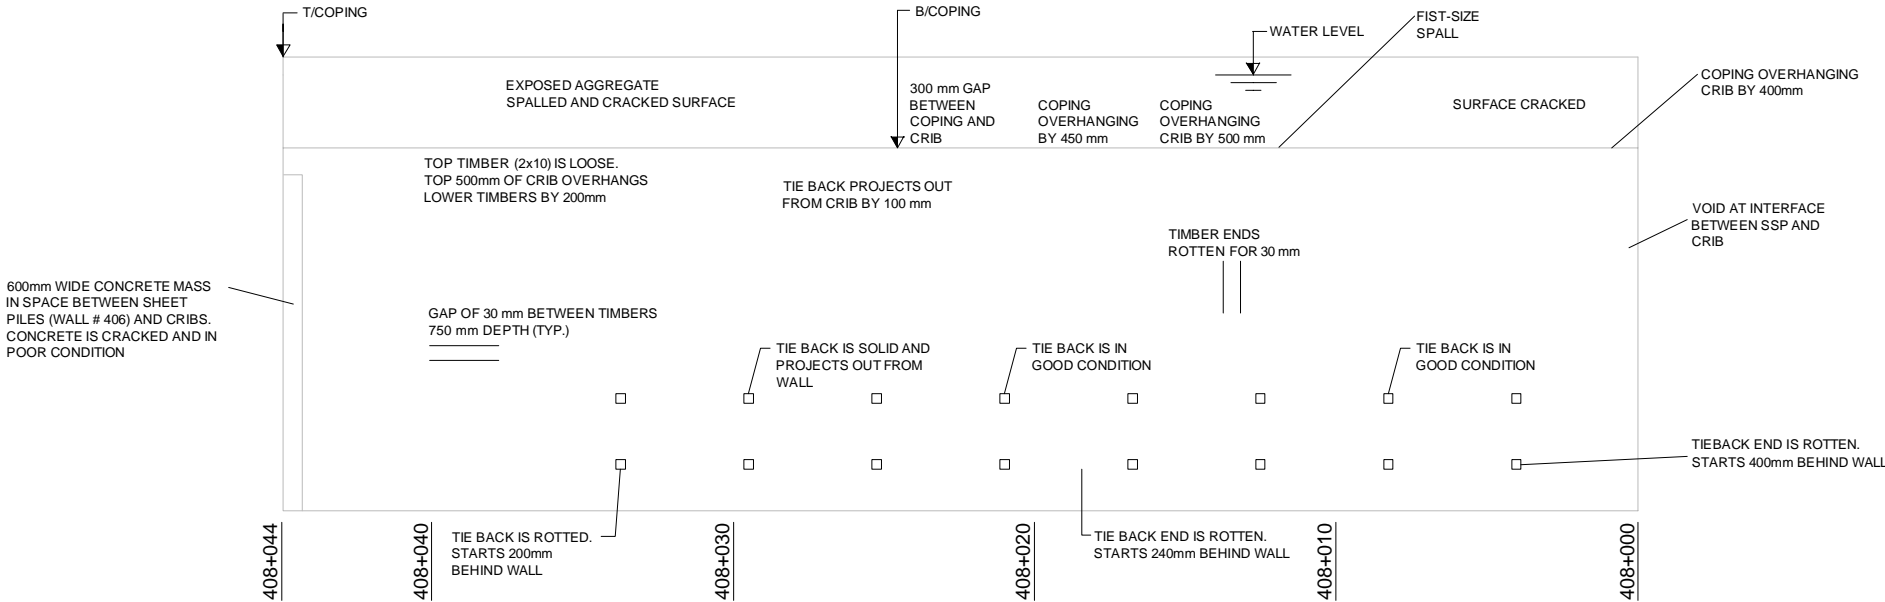 T/COPING
B/COPING
WATER LEVEL
FIST-SIZE
SPALL
EXPOSED AGGREGATE
SPALLED AND CRACKED SURFACE
300 mm GAP
BETWEEN
COPING AND
CRIB
COPING
OVERHANGING
BY 450 mm
COPING
OVERHANGING
CRIB BY 500 mm
SURFACE CRACKED
COPING OVERHANGING
CRIB BY 400mm
TOP TIMBER (2x10) IS LOOSE.
TOP 500mm OF CRIB OVERHANGS
LOWER TIMBERS BY 200mm
TIE BACK PROJECTS OUT
FROM CRIB BY 100 mm
VOID AT INTERFACE
BETWEEN SSP AND
CRIB
TIMBER ENDS
ROTTEN FOR 30 mm
600mm WIDE CONCRETE MASS
IN SPACE BETWEEN SHEET
PILES (WALL # 406) AND CRIBS.
CONCRETE IS CRACKED AND IN
POOR CONDITION
GAP OF 30 mm BETWEEN TIMBERS
750 mm DEPTH (TYP.)
TIE BACK IS SOLID AND
PROJECTS OUT FROM
WALL
TIE BACK IS IN
GOOD CONDITION
TIE BACK IS IN
GOOD CONDITION
TIEBACK END IS ROTTEN.
STARTS 400mm BEHIND WALL
TIE BACK IS ROTTED.
STARTS 200mm
BEHIND WALL
TIE BACK END IS ROTTEN.
STARTS 240mm BEHIND WALL
408+044
408+040
408+030
408+020
408+010
408+000